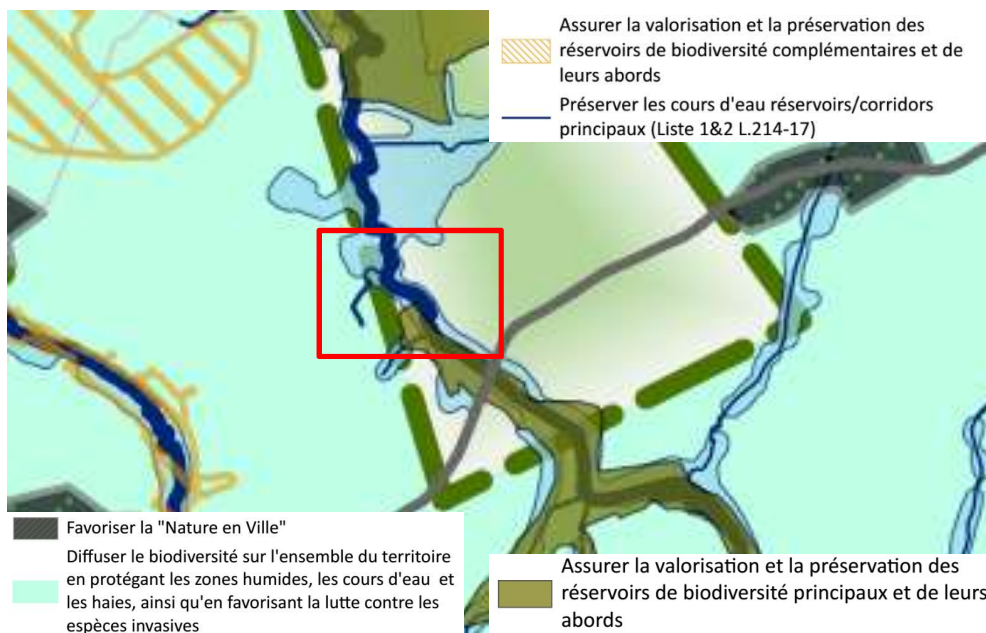 Assurer la valorisation et la préservation des
réservoirs de biodiversité complémentaires et de
leurs abords
Préserver les cours d'eau réservoirs/corridors
principaux (Liste 1&2 L.214-17)
Favoriser la "Nature en Ville"
Diffuser le biodiversité sur l'ensemble du territoire
en protégant les zones humides, les cours d'eau et
les haies, ainsi qu'en favorisant la lutte contre les
espèces invasives
Assurer la valorisation et la préservation des
réservoirs de biodiversité principaux et de leurs
abords